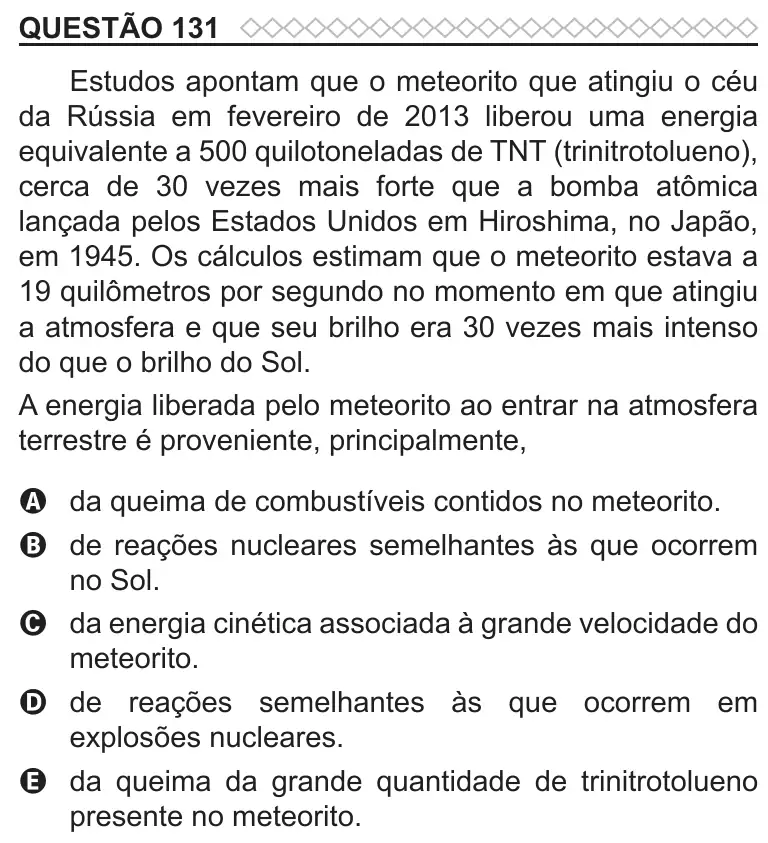 QUESTÃO 131
Estudos apontam que o meteorito que atingiu o céu
da Rússia em fevereiro de 2013 liberou uma energia
equivalente a 500 quilotoneladas de TNT (trinitrotolueno),
cerca de 30 vezes mais forte que a bomba atômica
lançada pelos Estados Unidos em Hiroshima, no Japão,
em 1945. Os cálculos estimam que o meteorito estava a
19 quilômetros por segundo no momento em que atingiu
a atmosfera e que seu brilho era 30 vezes mais intenso
do que o brilho do Sol.
A energia liberada pelo meteorito ao entrar na atmosfera
terrestre é proveniente, principalmente,
A da queima de combustíveis contidos no meteorito.
B de reações nucleares semelhantes às que ocorrem
no Sol.
C da energia cinética associada à grande velocidade do
meteorito.
D de reações semelhantes às que ocorrem em
explosões nucleares.
E da queima da grande quantidade de trinitrotolueno
presente no meteorito.